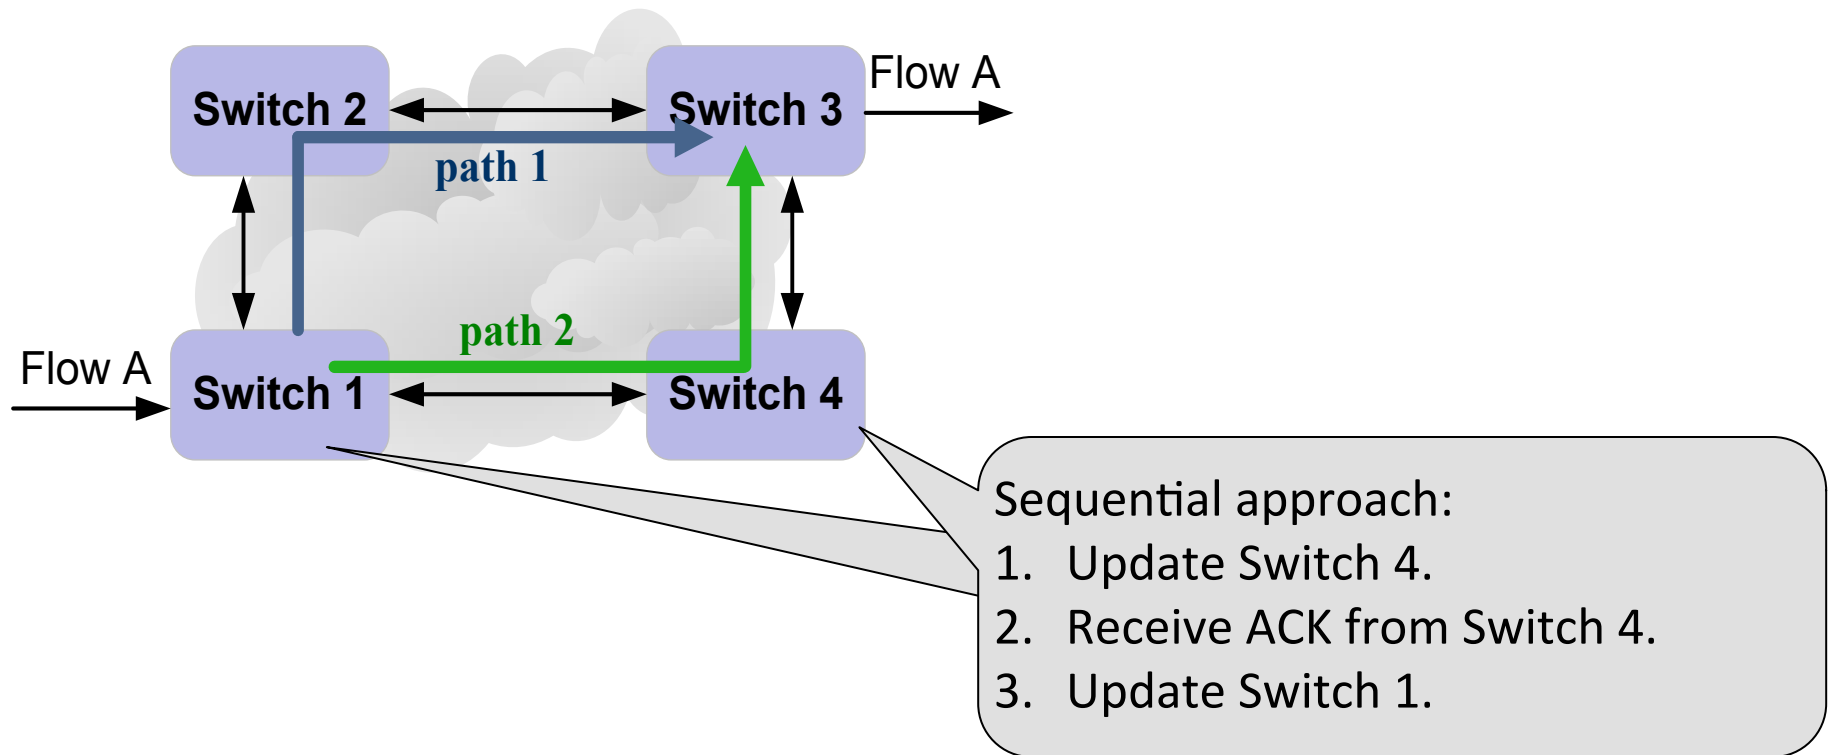 Flow A
Switch 2
Switch 3
path 1
path 2
Flow A
Switch 1
Switch 4
Sequential approach:
1. Update Switch 4.
2. Receive ACK from Switch 4.
3. Update Switch 1.